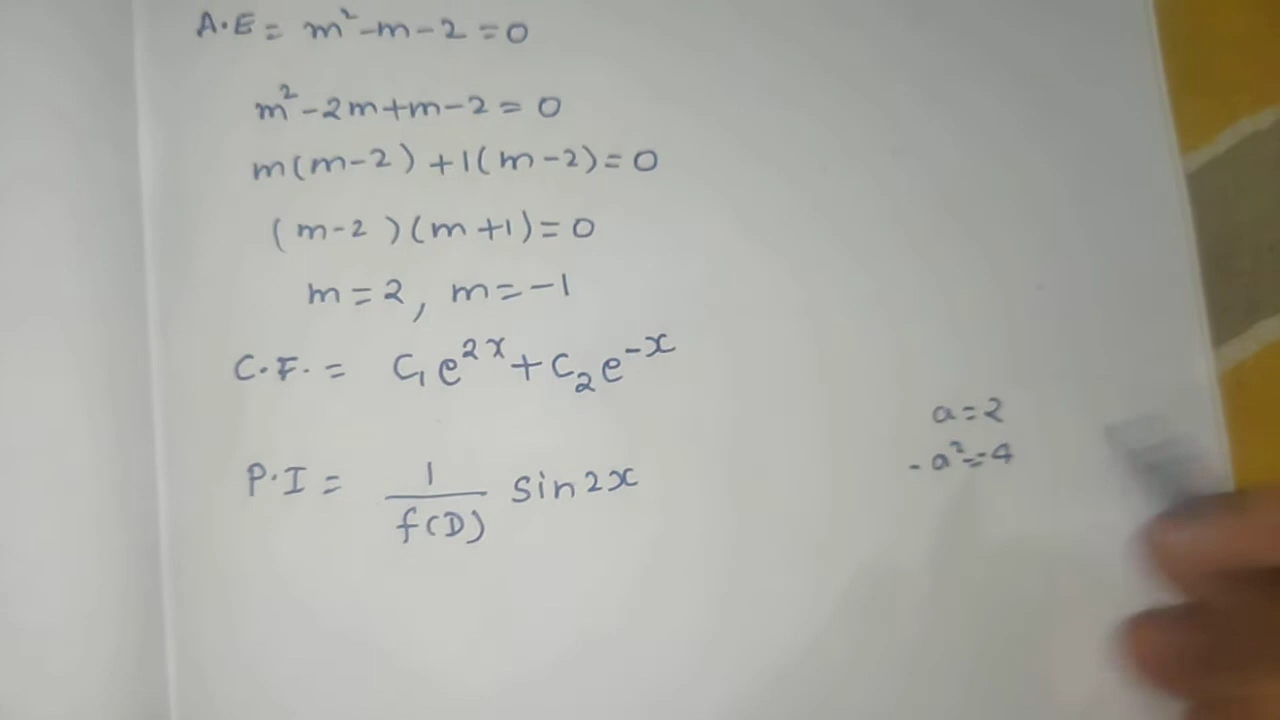 A.E = m² - m - 2 = 0
m² - 2m + m - 2 = 0
m(m-2) + 1(m-2) = 0
(m-2)(m+1) = 0
m = 2, m = -1
C.F. = C₁e²ˣ + C₂e⁻ˣ
a = 2
- a² = -4
P.I = 1/f(D) sin2x